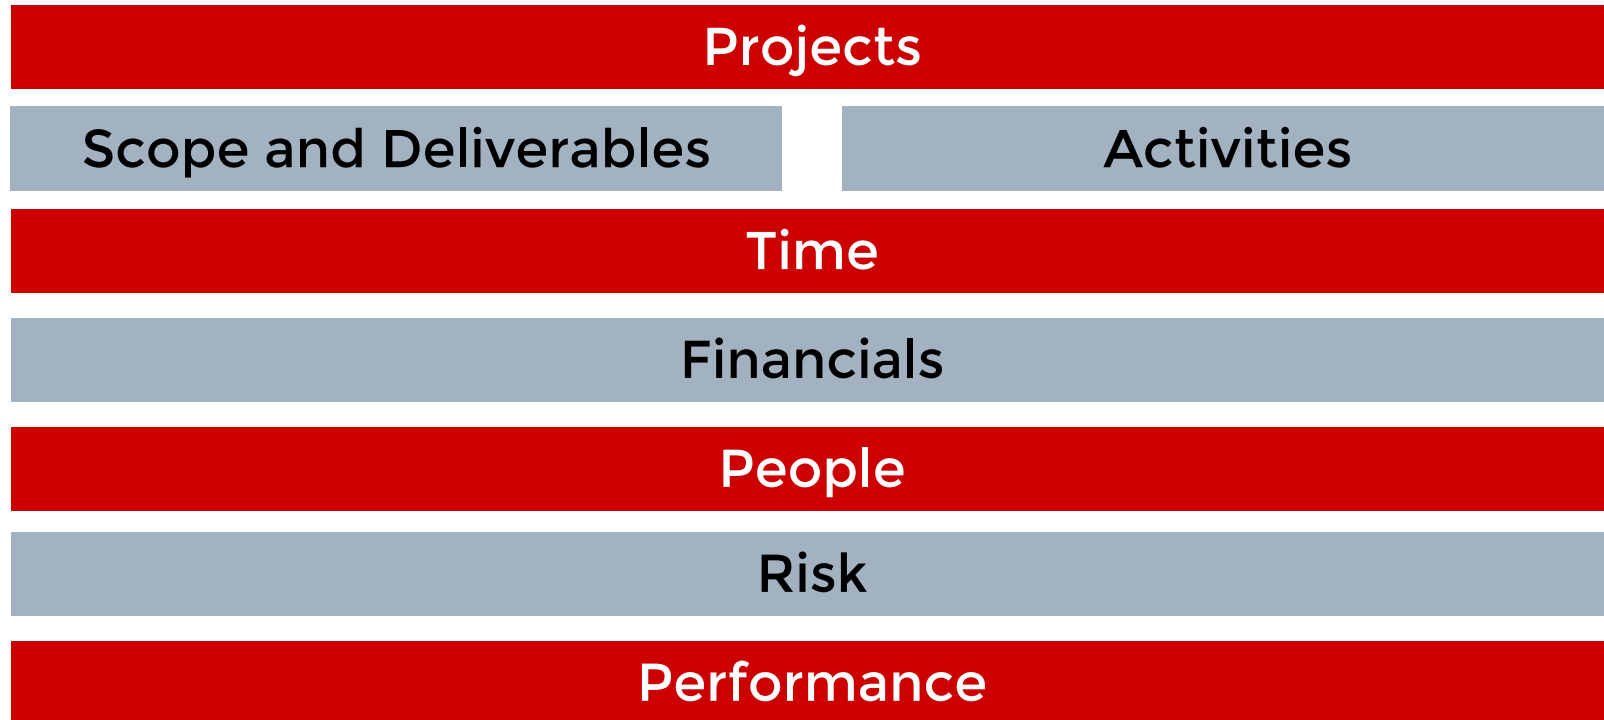 Projects
Scope and Deliverables
Activities
Time
Financials
People
Risk
Performance